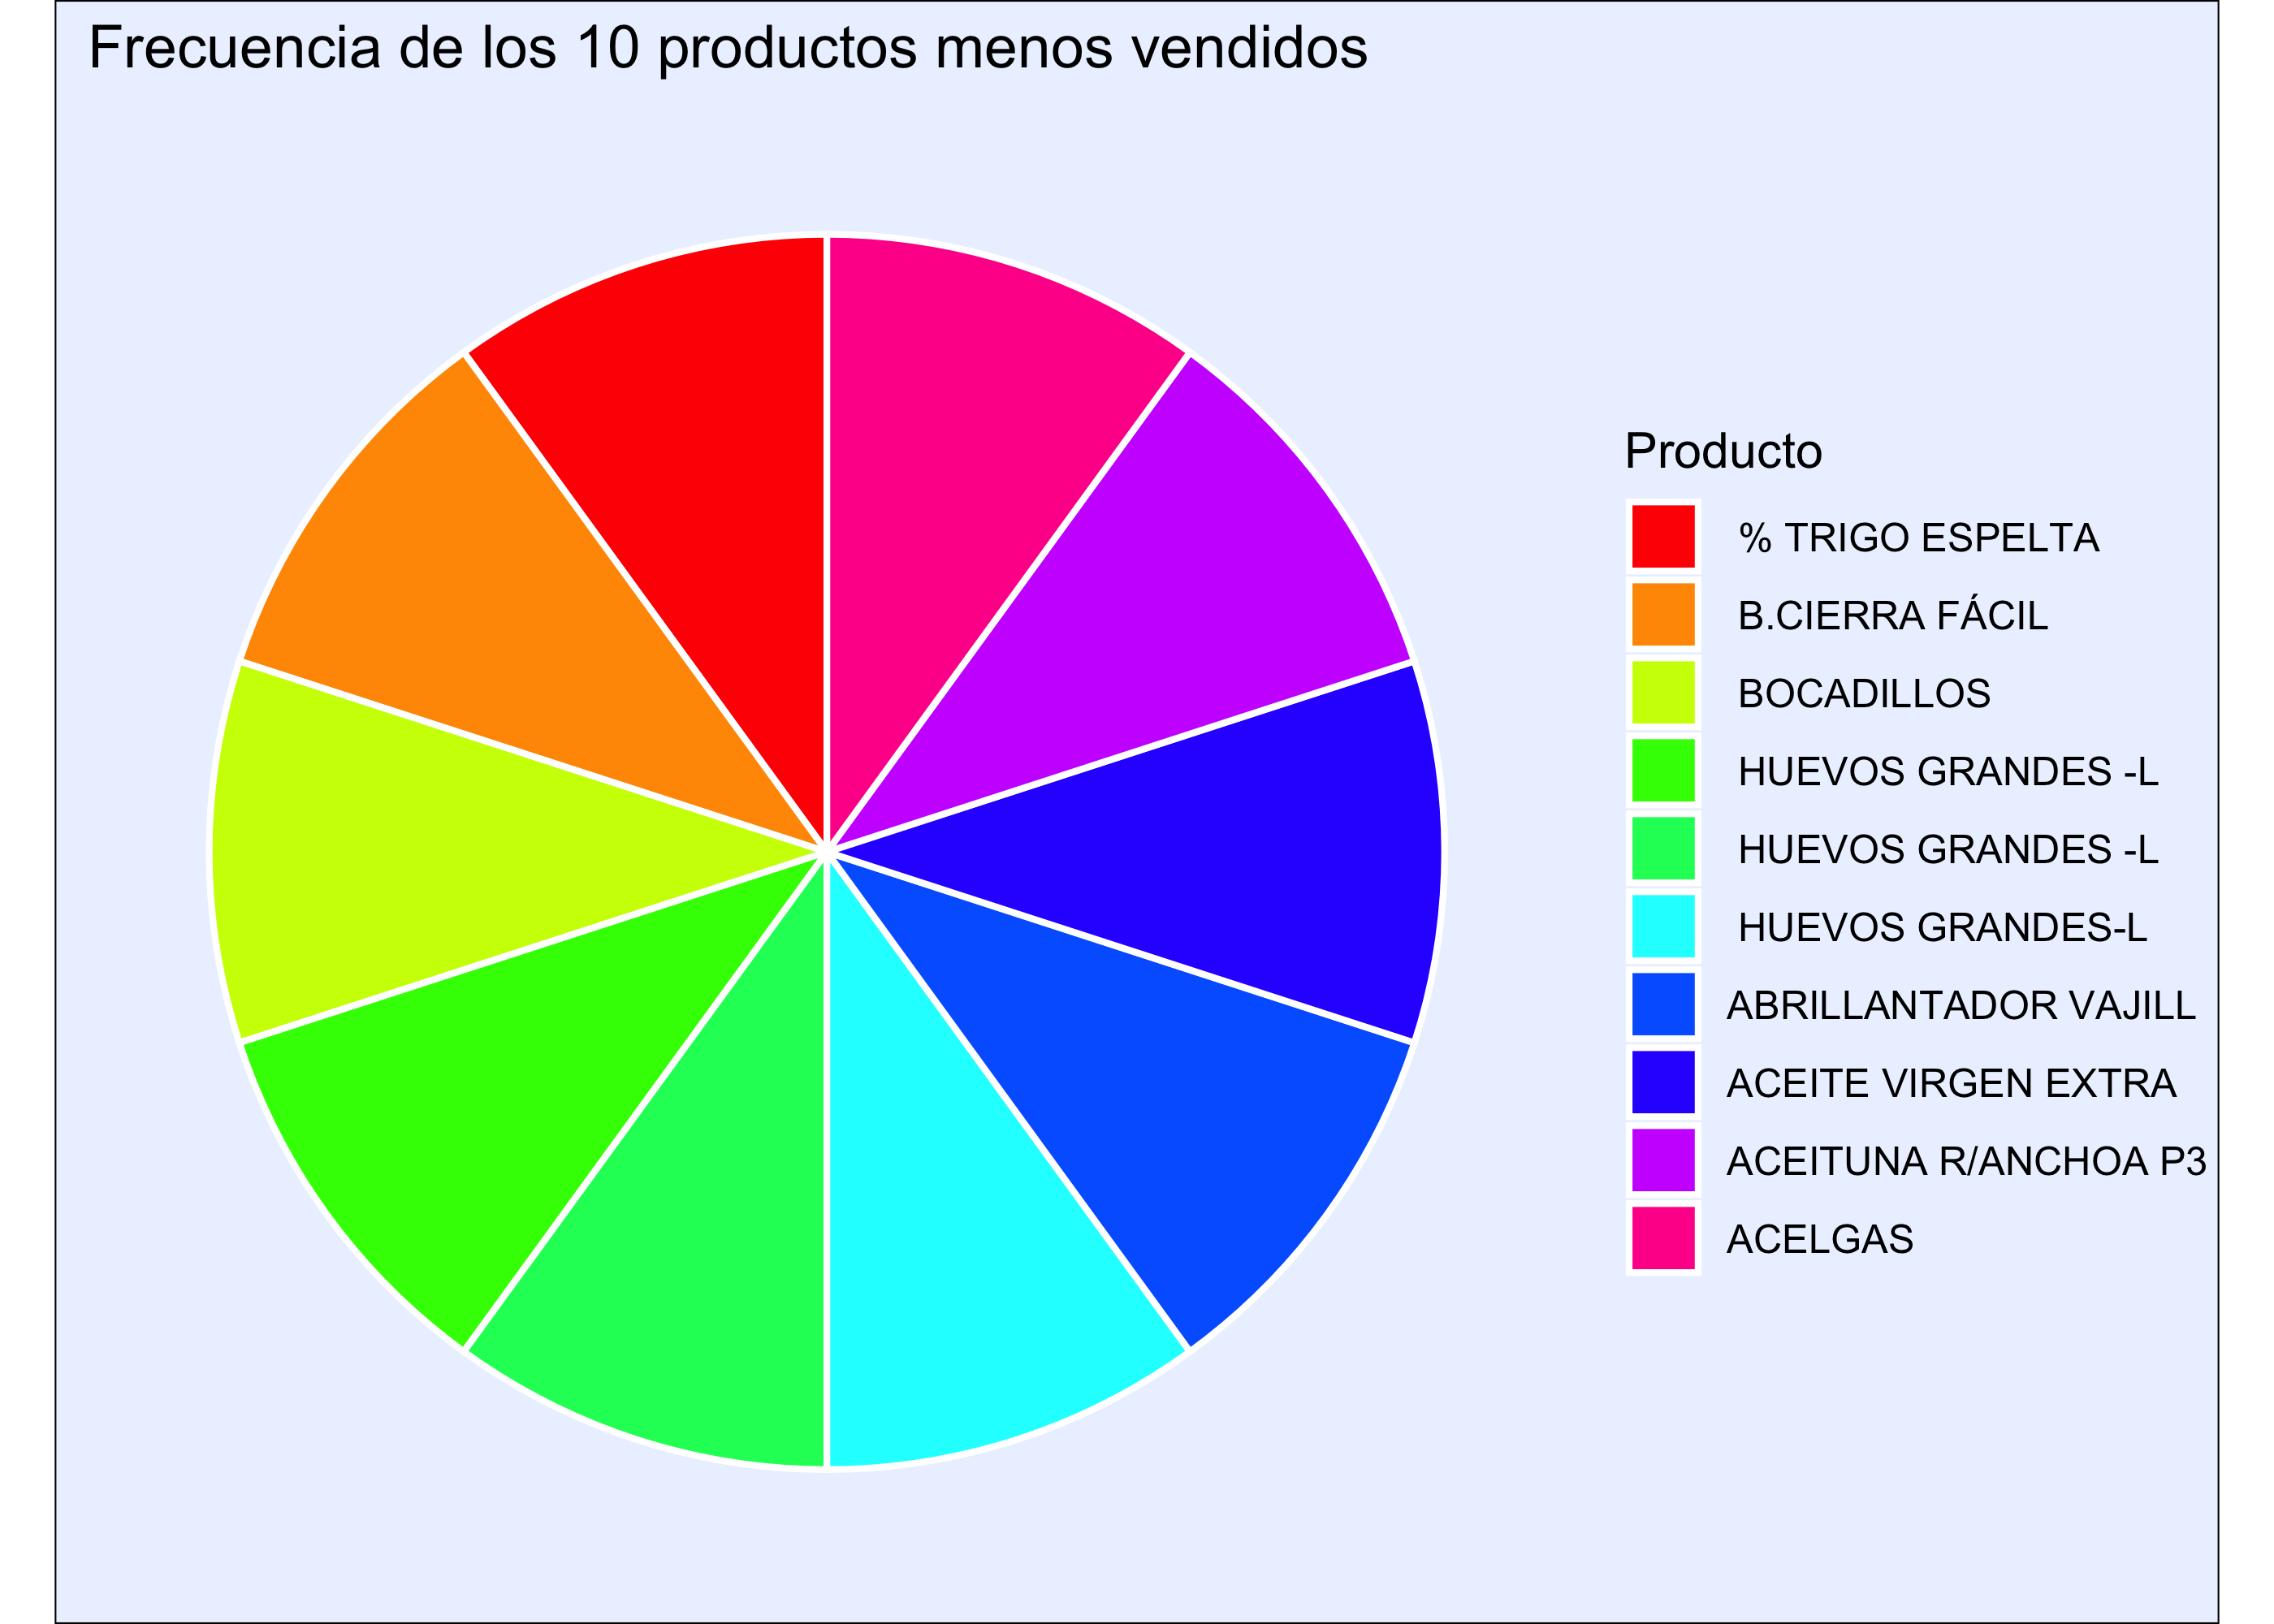 Frecuencia de los 10 productos menos vendidos
Producto
% TRIGO ESPELTA
B.CIERRA FÁCIL
BOCADILLOS
HUEVOS GRANDES -L
HUEVOS GRANDES -L
HUEVOS GRANDES-L
ABRILLANTADOR VAJILL
ACEITE VIRGEN EXTRA
ACEITUNA R/ANCHOA P3
ACELGAS